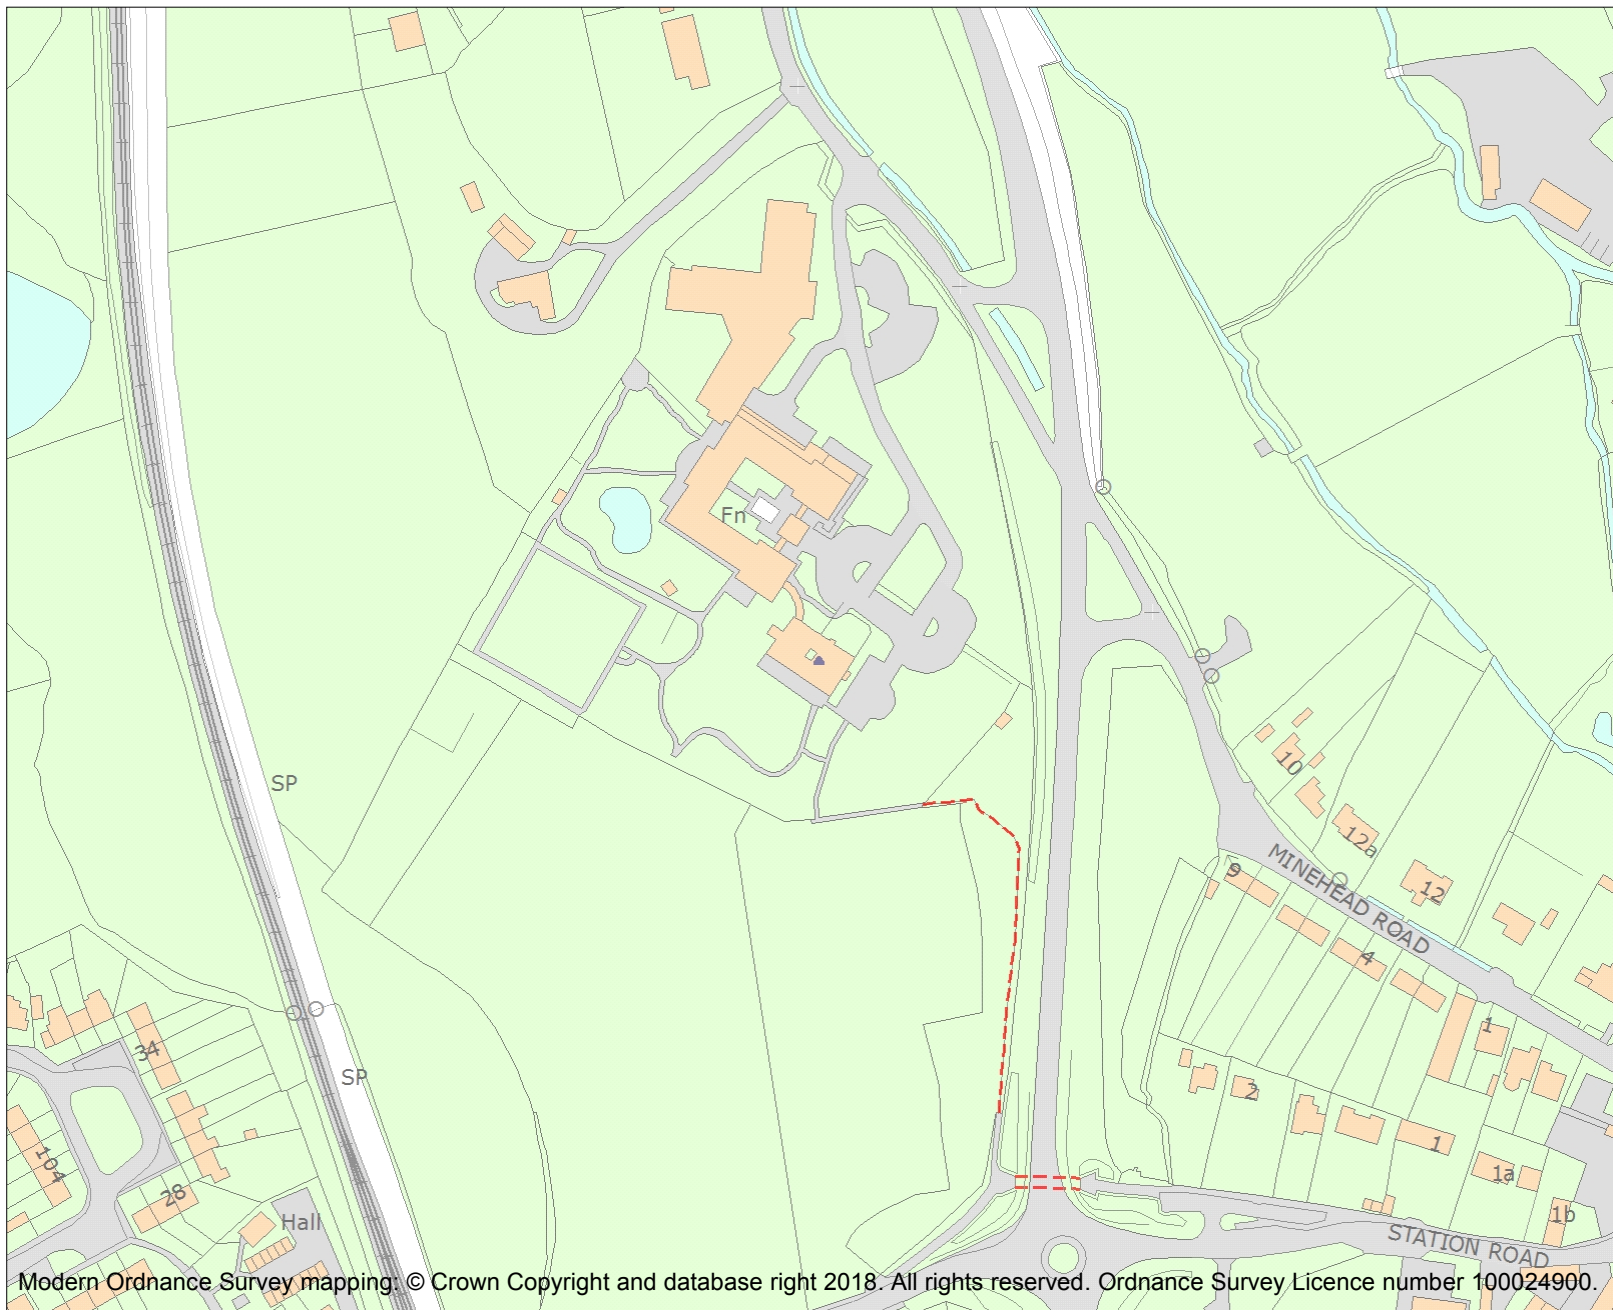 Fn
SP
10
12a
MINEHEAD ROAD
9
12
4
1
34
SP
2
104
1
1a
28
Hall
1b
STATION ROAD
Modern Ordnance Survey mapping: © Crown Copyright and database right 2018. All rights reserved. Ordnance Survey Licence number 100024900.